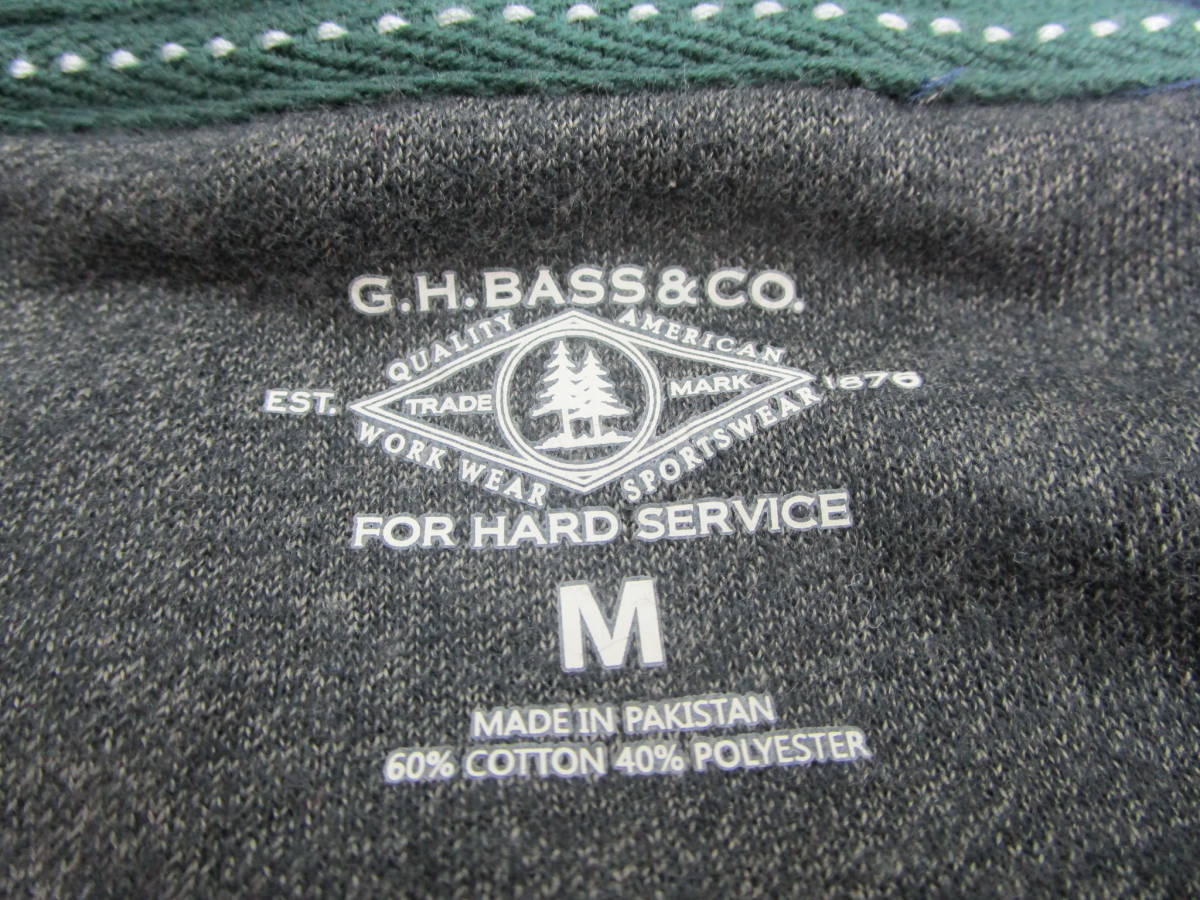 G.H.BASS&CO.
QUALITY AMERICAN
EST. TRADE MARK 1876
WORK WEAR SPORTSWEAR
FOR HARD SERVICE
M
MADE IN PAKISTAN
60% COTTON 40% POLYESTER